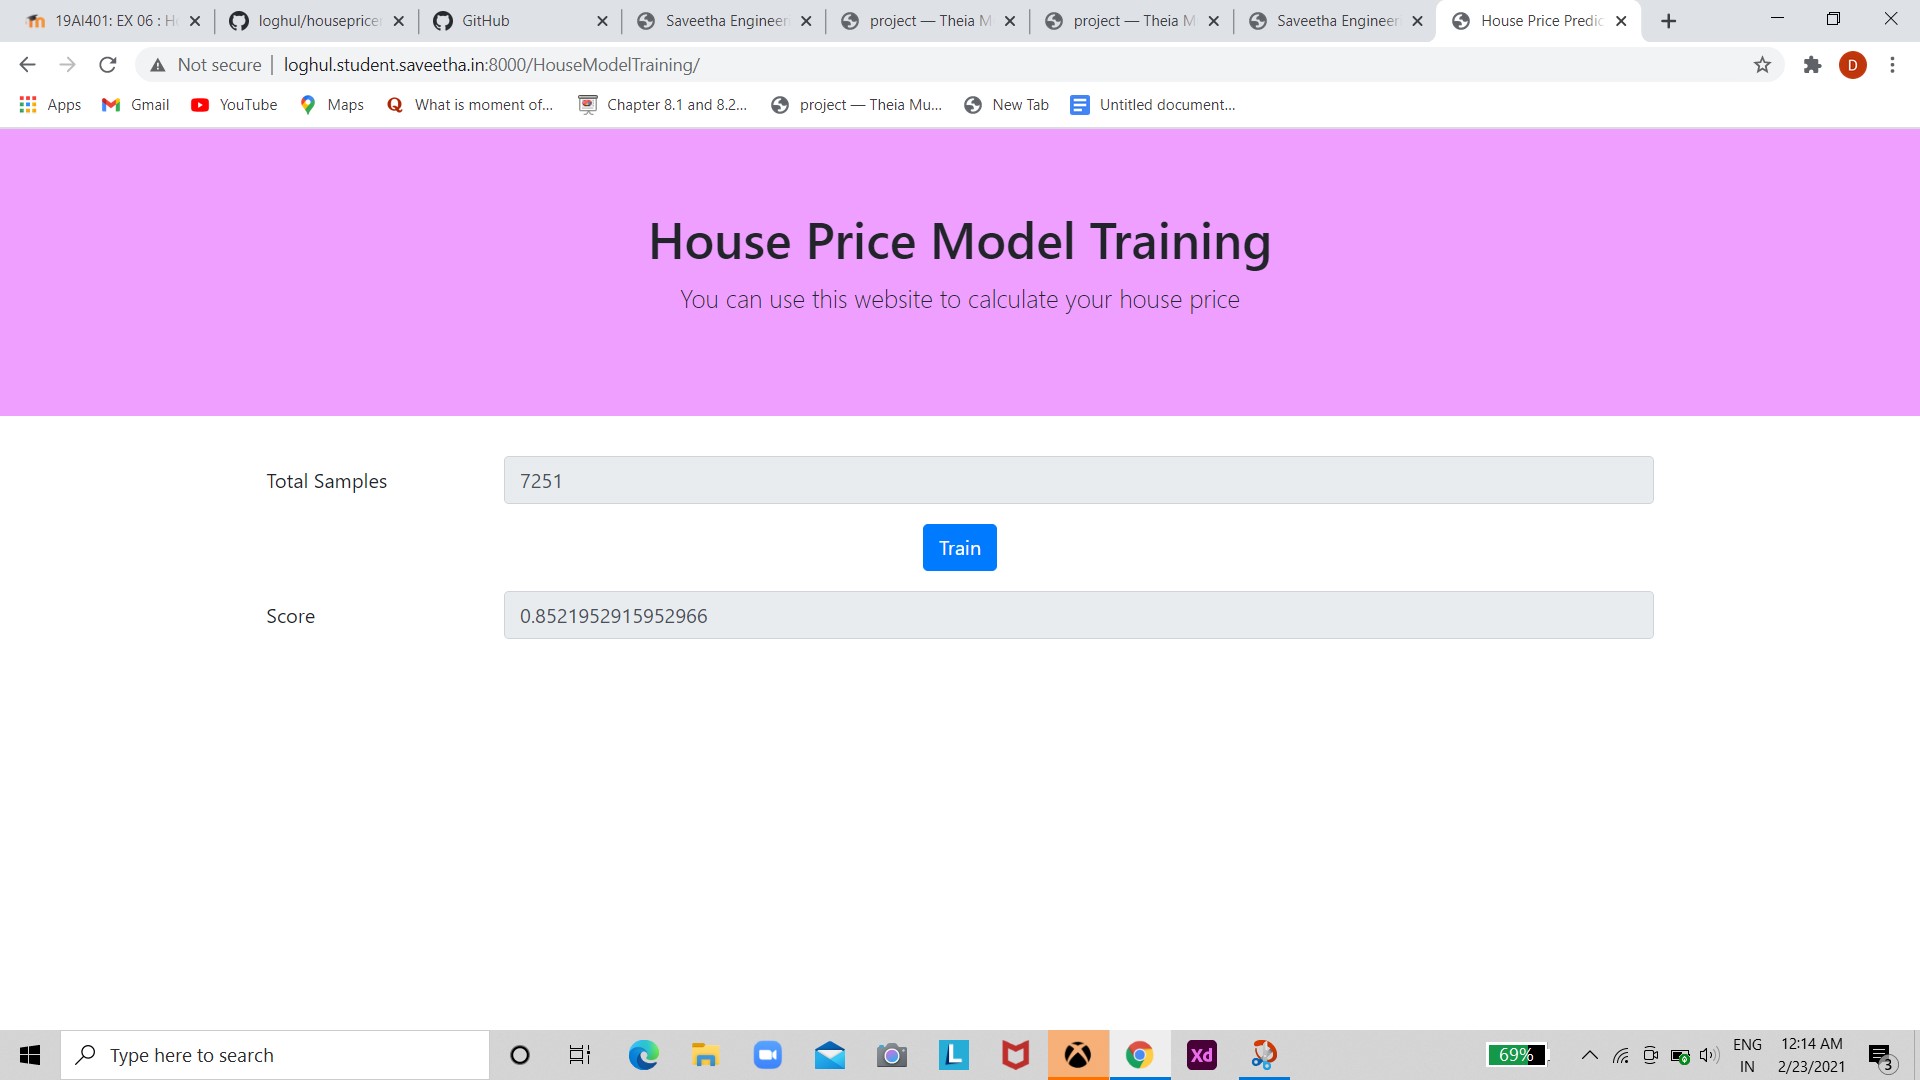 19AI401: EX 06 : H
loghul/houseprice
GitHub
Saveetha Engineer
project — Theia M
project — Theia M
Saveetha Engineer
House Price Predic
Not secure
loghul.student.saveetha.in:8000/HouseModelTraining/
D
Apps
Gmail
YouTube
Maps
What is moment of...
Chapter 8.1 and 8.2...
project — Theia Mu...
New Tab
Untitled document...
House Price Model Training
You can use this website to calculate your house price
Total Samples
7251
Train
Score
0.8521952915952966
Type here to search
L
Xd
69%
ENG
IN
12:14 AM
2/23/2021
3